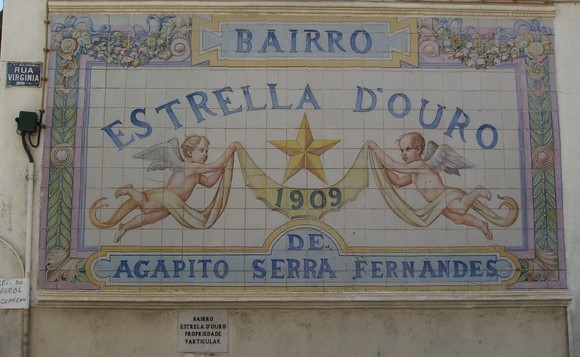 BAIRRO
RUA
VIRGINIA
ESTRELLA D'OURO
1909
DE
AGAPITO SERRA FERNANDES
BAIRRO
ESTRELA D'OURO
PROPRIEDADE
PARTICULAR